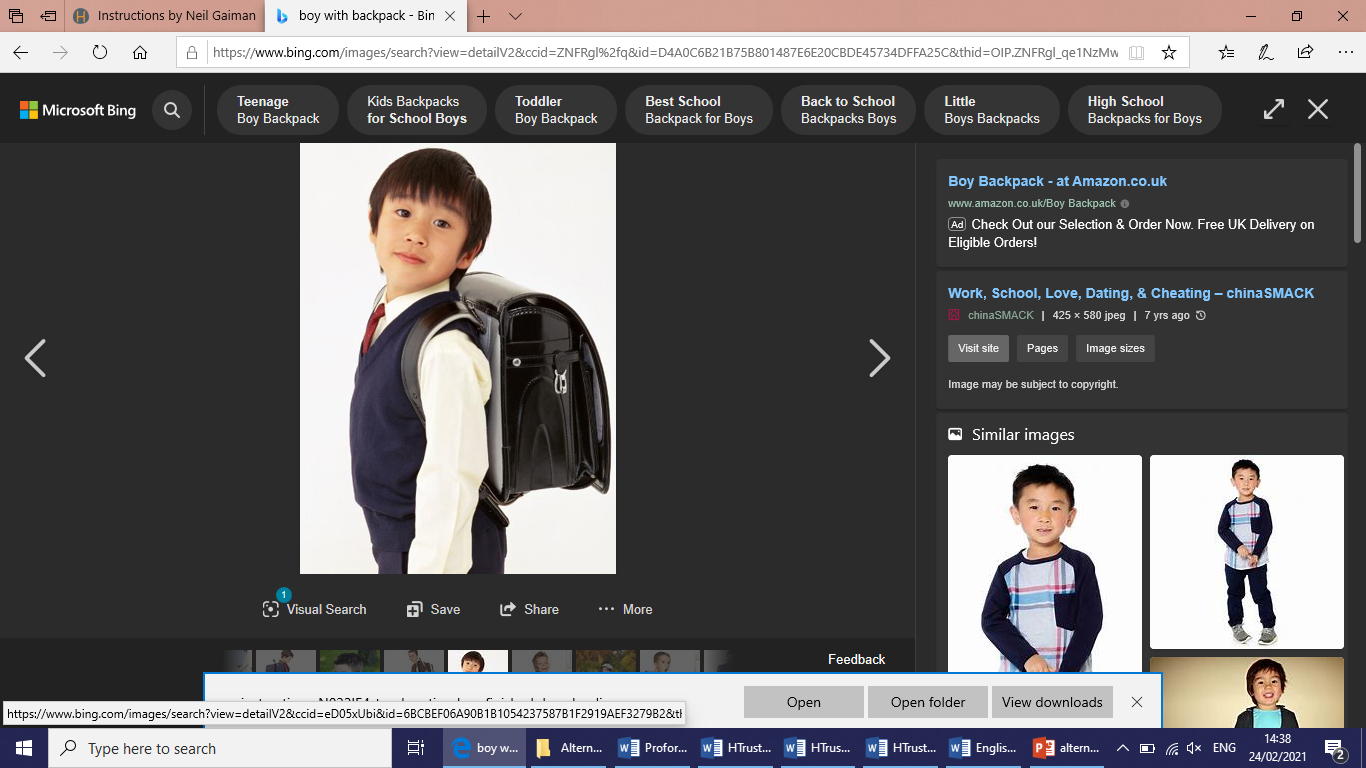 Instructions by Neil Gaiman
boy with backpack - Bin
https://www.bing.com/images/search?view=detailV2&ccid=ZNFRgl%2fq&id=D4A0C6B21B75B801487E6E20CBDE45734DFFA25C&thid=OIP.ZNFRgl_qe1NzMw
Microsoft Bing
Teenage
Boy Backpack
Kids Backpacks
for School Boys
Toddler
Boy Backpack
Best School
Backpack for Boys
Back to School
Backpacks Boys
Little
Boys Backpacks
High School
Backpacks for Boys
Boy Backpack - at Amazon.co.uk
www.amazon.co.uk/Boy Backpack
Ad Check Out our Selection & Order Now. Free UK Delivery on
Eligible Orders!
Work, School, Love, Dating, & Cheating – chinaSMACK
chinaSMACK | 425 × 580 jpeg | 7 yrs ago
Visit site
Pages
Image sizes
Image may be subject to copyright.
Similar images
1
Visual Search
Save
Share
More
Feedback
Open
Open folder
View downloads
https://www.bing.com/images/search?view=detailV2&ccid=eD05xUbi&id=6BCBEF06A90B1B1054237587B1F2919AEF3279B2&tl
Type here to search
boy w...
Altern...
Profor...
HTrust...
HTrus...
HTrust...
Englis...
altern...
ENG
14:38
24/02/2021
2